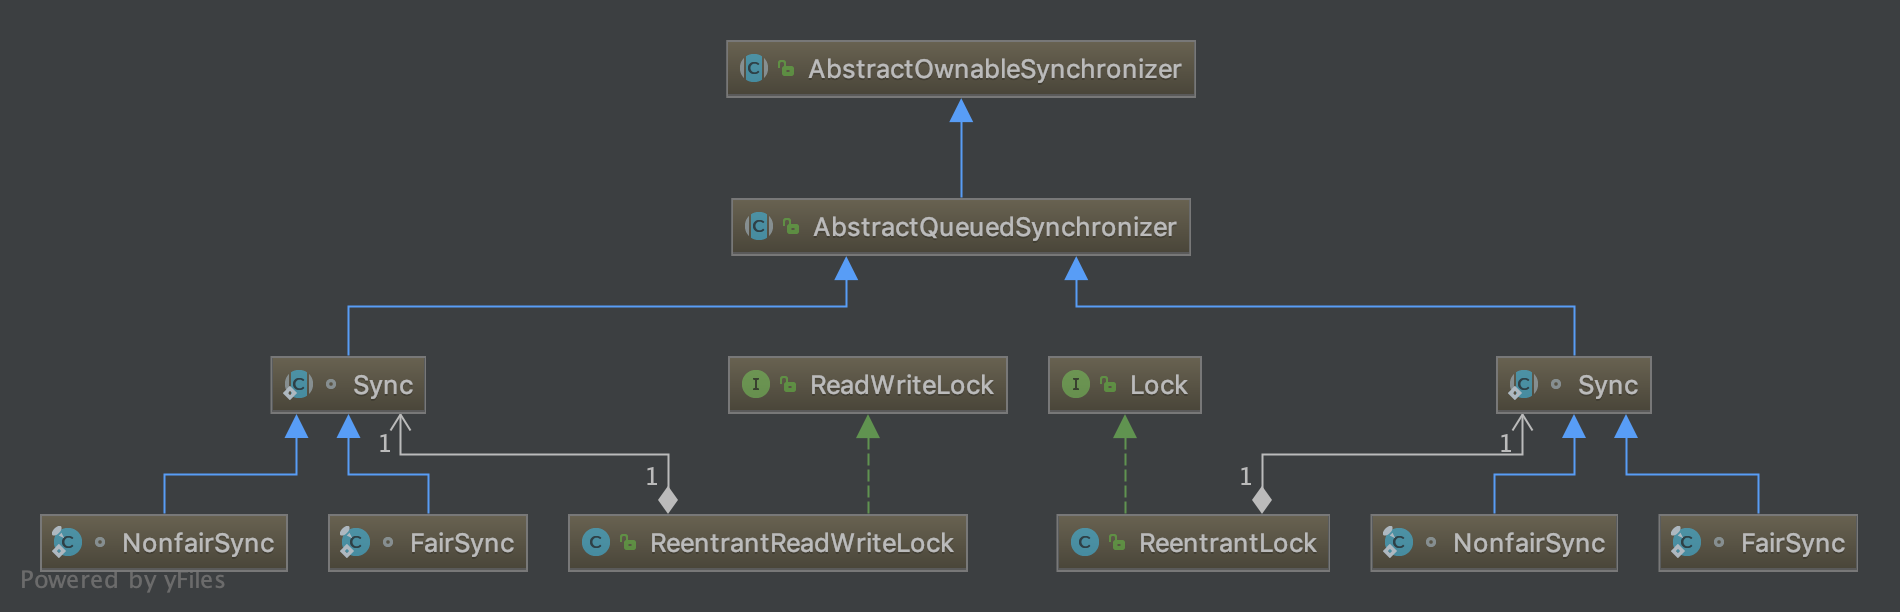 AbstractOwnableSynchronizer
AbstractQueuedSynchronizer
Sync
ReadWriteLock
Lock
Sync
1
1
1
1
NonfairSync
FairSync
ReentrantReadWriteLock
ReentrantLock
NonfairSync
FairSync
Powered by yFiles